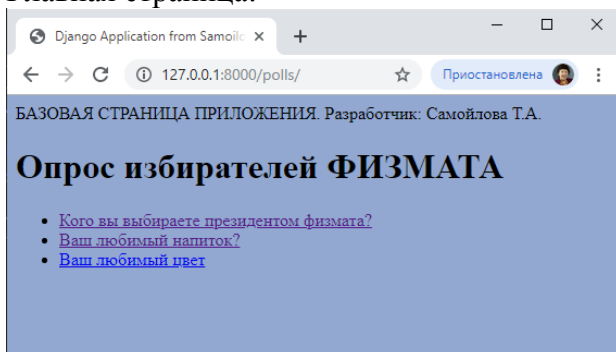 Главная страница.
Django Application from Samoilo
127.0.0.1:8000/polls/
Приостановлена
БАЗОВАЯ СТРАНИЦА ПРИЛОЖЕНИЯ. Разработчик: Самойлова Т.А.
Опрос избирателей ФИЗМАТА
Кого вы выбираете президентом физмата?
Ваш любимый напиток?
Ваш любимый цвет